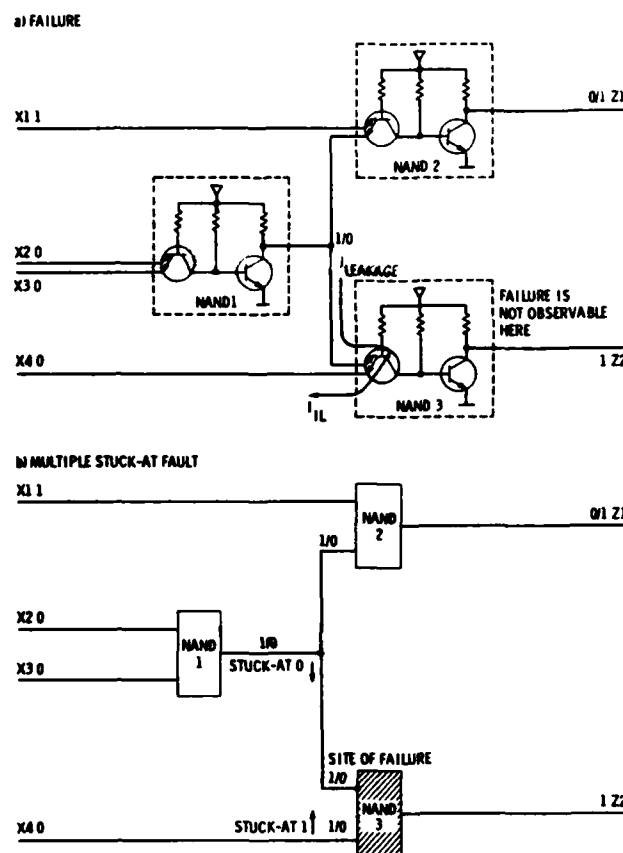 a) FAILURE
X1 1
0/1 Z1
NAND 2
X2 0
X3 0
NAND1
1/0
LEAKAGE
FAILURE IS
NOT OBSERVABLE
HERE
X4 0
1 Z2
NAND 3
I IL
b) MULTIPLE STUCK-AT FAULT
X1 1
NAND
2
0/1 Z1
1/0
X2 0
NAND
1
1/0
X3 0
STUCK-AT 0
SITE OF FAILURE
1/0
NAND
3
1 Z2
STUCK-AT 1
1/0
X4 0